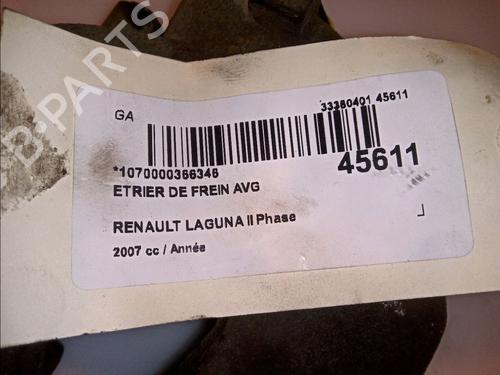 B-PARTS
GA
33380401 45611
*1070000366346
45611
ETRIER DE FREIN AVG
RENAULT LAGUNA II Phase
2007 cc / Année